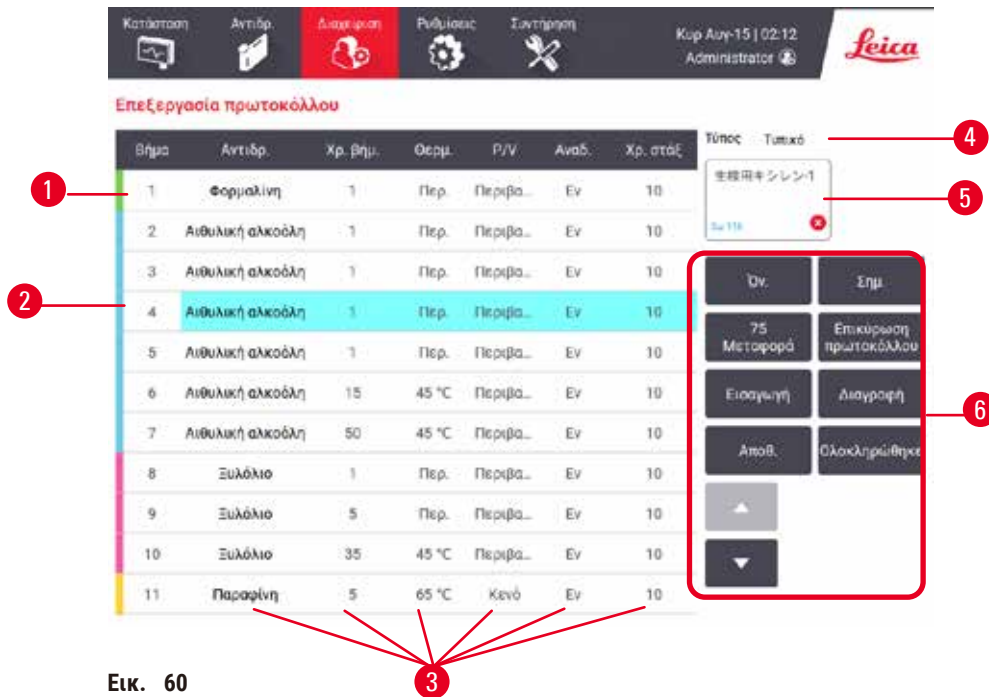 Κατάσταση Αντιδρ. Διαχείριση Ρυθμίσεις Συντήρηση
Κυρ Αυγ-15 | 02:12
Administrator
Leica
Επεξεργασία πρωτοκόλλου
Βήμα Αντιδρ. Χρ. βήμ. Θερμ. P/V Αναδ. Χρ. στάξ
1 Φορμαλίνη 1 Περ. Περιβα... Εν 10
2 Αιθυλική αλκοόλη 1 Περ. Περιβα... Εν 10
3 Αιθυλική αλκοόλη 1 Περ. Περιβα... Εν 10
4 Αιθυλική αλκοόλη 1 Περ. Περιβα... Εν 10
5 Αιθυλική αλκοόλη 1 Περ. Περιβα... Εν 10
6 Αιθυλική αλκοόλη 15 45 °C Περιβα... Εν 10
7 Αιθυλική αλκοόλη 50 45 °C Περιβα... Εν 10
8 Ξυλόλιο 1 Περ. Περιβα... Εν 10
9 Ξυλόλιο 5 Περ. Περιβα... Εν 10
10 Ξυλόλιο 35 45 °C Περιβα... Εν 10
11 Παραφίνη 5 65 °C Κενό Εν 10
Τύπος Τυπικό
キシレン-1
Όν.
Σημ.
75
Μεταφορά
Επικύρωση
πρωτοκόλλου
Εισαγωγή
Διαγραφή
Αποθ.
Ολοκληρώθηκε
1
2
3
4
5
6
Εικ. 60